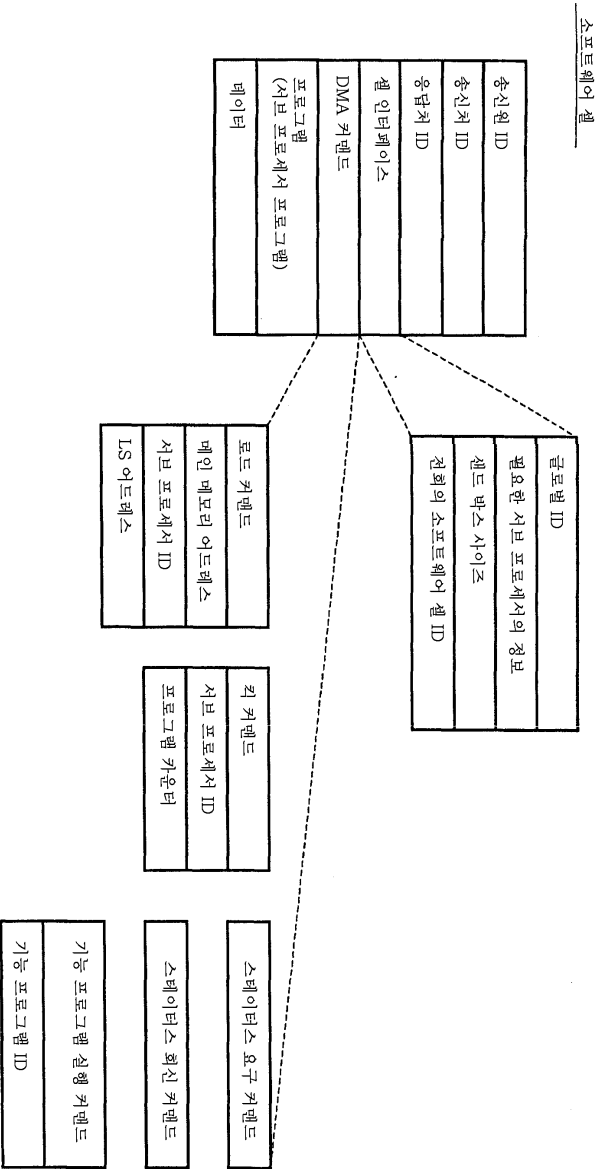 소프트웨어 셀
송신원 ID
송신처 ID
응답처 ID
셀 인터페이스
DMA 커맨드
프로그램
(서브 프로세서 프로그램)
데이터
글로벌 ID
필요한 서브 프로세서의 정보
샌드 박스 사이즈
전회의 소프트웨어 셀 ID
로드 커맨드
메인 메모리 어드레스
서브 프로세서 ID
LS 어드레스
킥 커맨드
서브 프로세서 ID
프로그램 카운터
스테이터스 요구 커맨드
스테이터스 회신 커맨드
기능 프로그램 실행 커맨드
기능 프로그램 ID